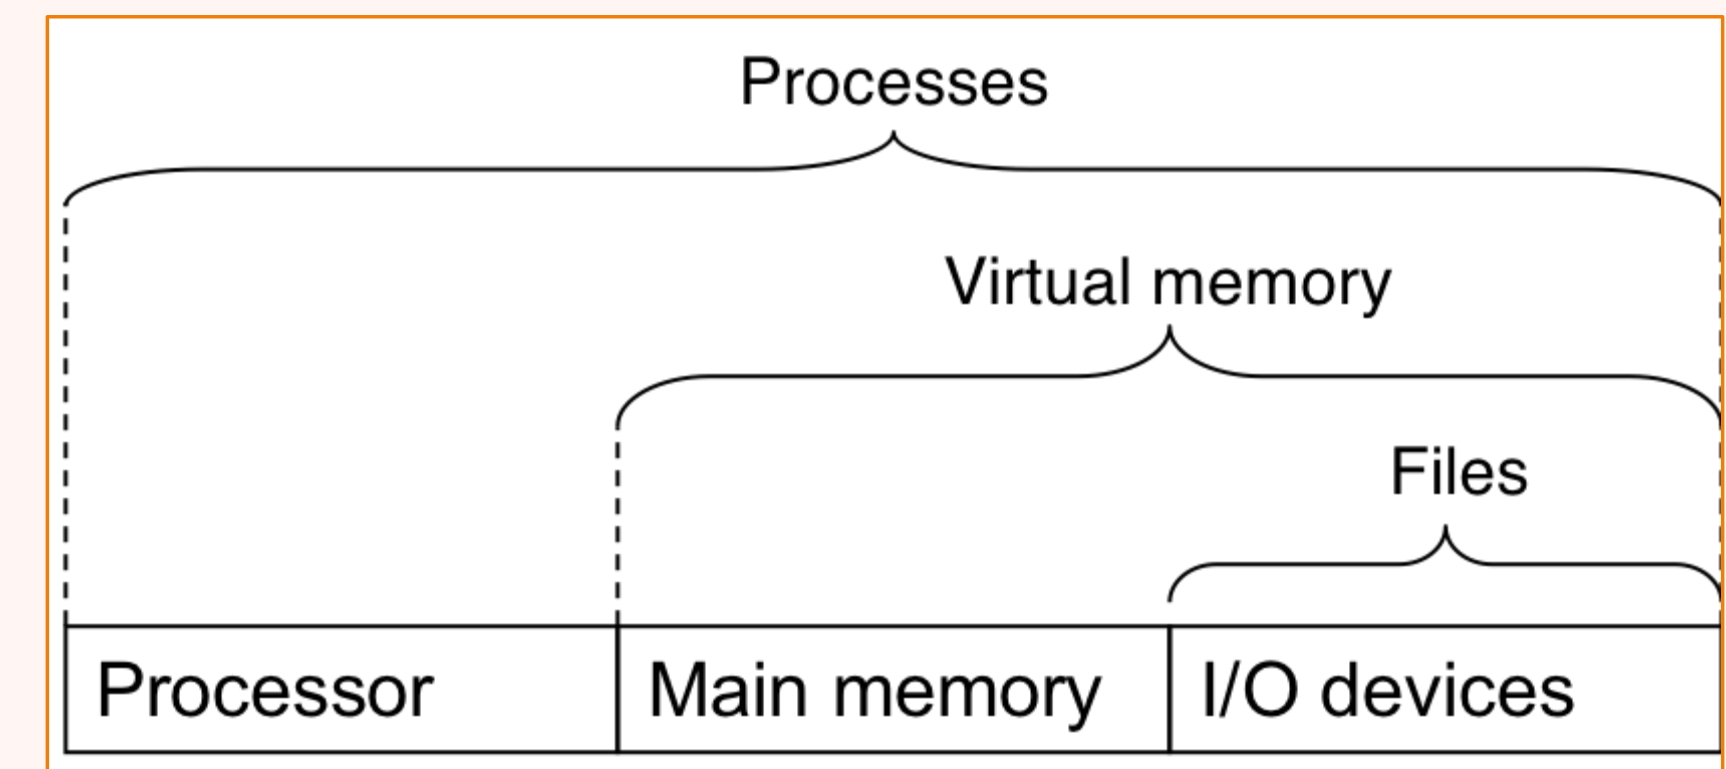 Processes
Virtual memory
Files
Processor
Main memory
I/O devices